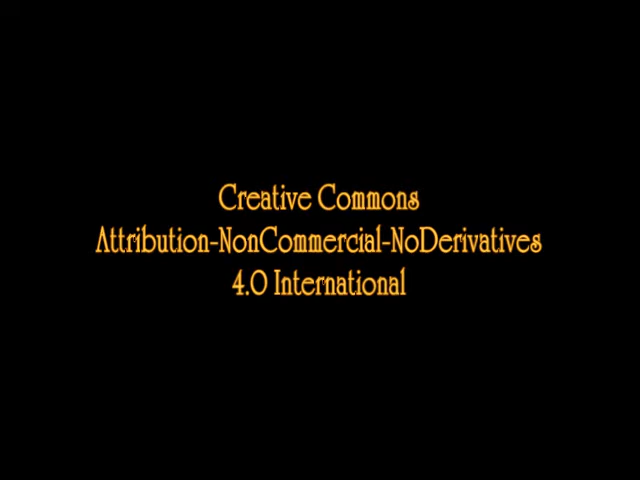 Creative Commons
Attribution-NonCommercial-NoDerivatives
4.0 International